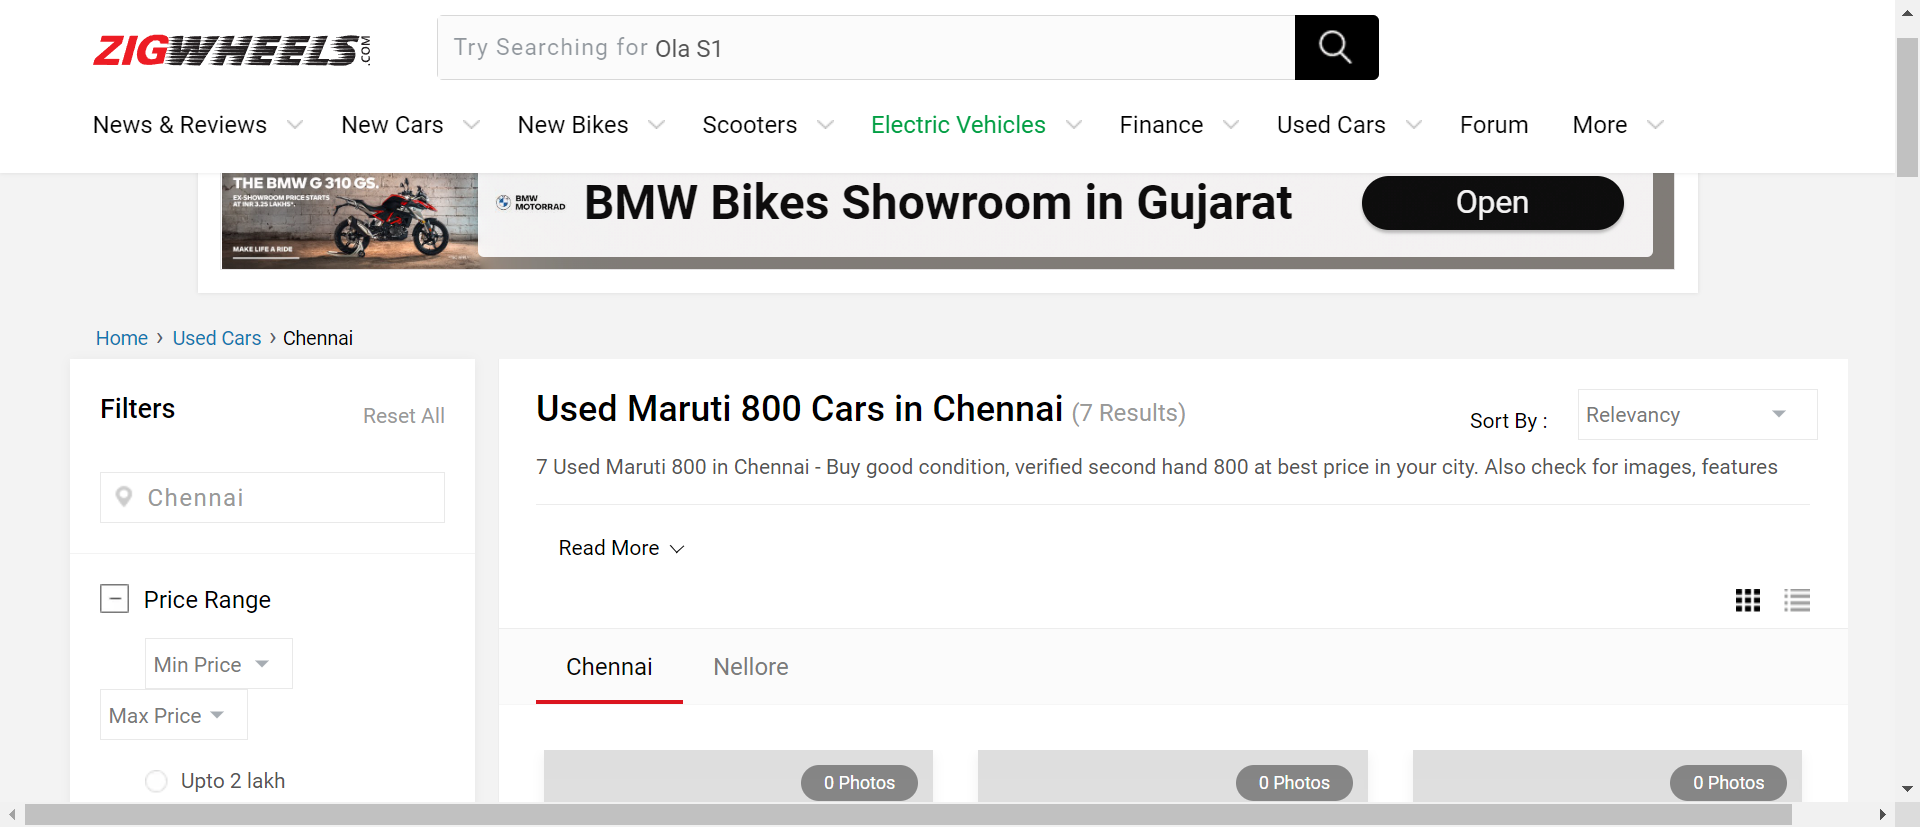 ZIGWHEELS.COM
Try Searching for Ola S1
News & Reviews New Cars New Bikes Scooters Electric Vehicles Finance Used Cars Forum More
THE BMW G 310 GS.
EX-SHOWROOM PRICE STARTS
AT INR 3.25 LAKHS*.
MAKE LIFE A RIDE
BMW
MOTORRAD
BMW Bikes Showroom in Gujarat
Open
Home › Used Cars › Chennai
Filters
Reset All
Chennai
Price Range
Min Price
Max Price
Upto 2 lakh
Used Maruti 800 Cars in Chennai (7 Results)
Sort By : Relevancy
7 Used Maruti 800 in Chennai - Buy good condition, verified second hand 800 at best price in your city. Also check for images, features
Read More
Chennai Nellore
0 Photos 0 Photos 0 Photos